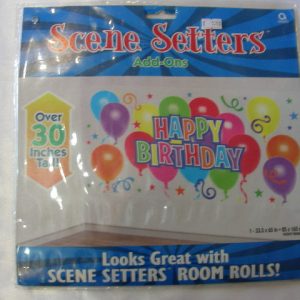 Scene Setters
Add-Ons
Over
30
Inches
Tall!
HAPPY
BIRTHDAY
Looks Great with
SCENE SETTERS ROOM ROLLS!